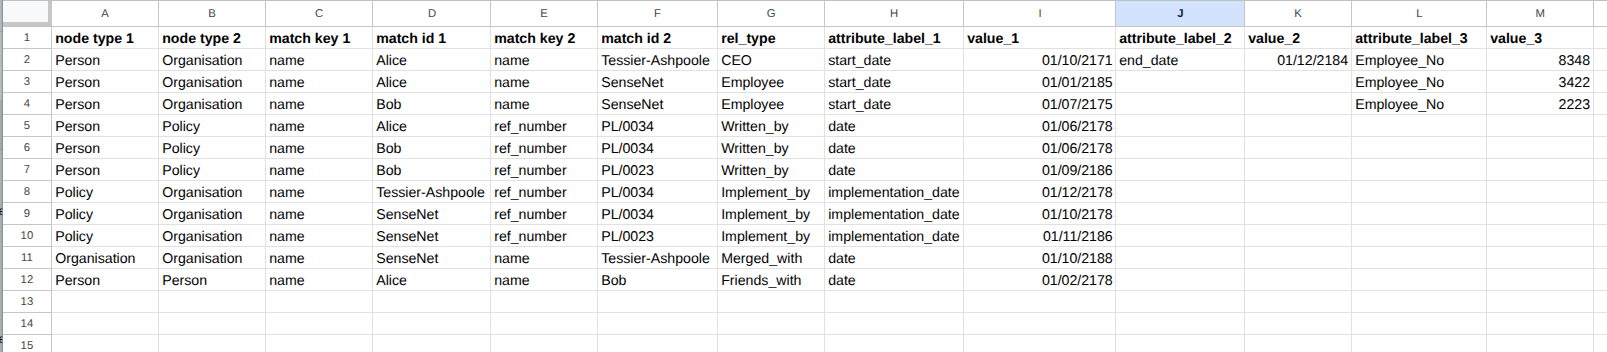 A B C D E F G H I J K L M
1 node type 1 node type 2 match key 1 match id 1 match key 2 match id 2 rel_type attribute_label_1 value_1 attribute_label_2 value_2 attribute_label_3 value_3
2 Person Organisation name Alice name Tessier-Ashpoole CEO start_date 01/10/2171 end_date 01/12/2184 Employee_No 8348
3 Person Organisation name Alice name SenseNet Employee start_date 01/01/2185 Employee_No 3422
4 Person Organisation name Bob name SenseNet Employee start_date 01/07/2175 Employee_No 2223
5 Person Policy name Alice ref_number PL/0034 Written_by date 01/06/2178
6 Person Policy name Bob ref_number PL/0034 Written_by date 01/06/2178
7 Person Policy name Bob ref_number PL/0023 Written_by date 01/09/2186
8 Policy Organisation name Tessier-Ashpoole ref_number PL/0034 Implement_by implementation_date 01/12/2178
9 Policy Organisation name SenseNet ref_number PL/0034 Implement_by implementation_date 01/10/2178
10 Policy Organisation name SenseNet ref_number PL/0023 Implement_by implementation_date 01/11/2186
11 Organisation Organisation name SenseNet name Tessier-Ashpoole Merged_with date 01/10/2188
12 Person Person name Alice name Bob Friends_with date 01/02/2178
13
14
15